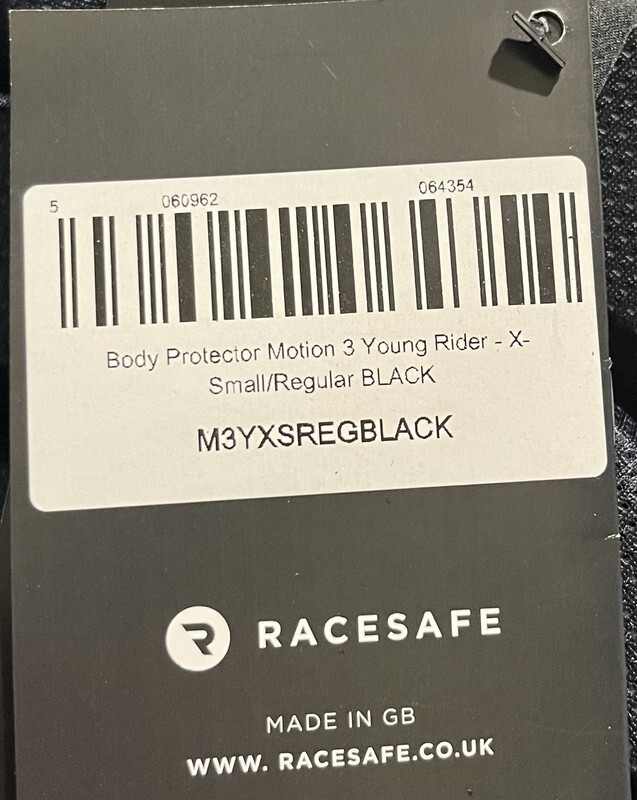 5 060962 064354
Body Protector Motion 3 Young Rider - X-
Small/Regular BLACK
M3YXSREGBLACK
RACESAFE
MADE IN GB
WWW. RACESAFE.CO.UK